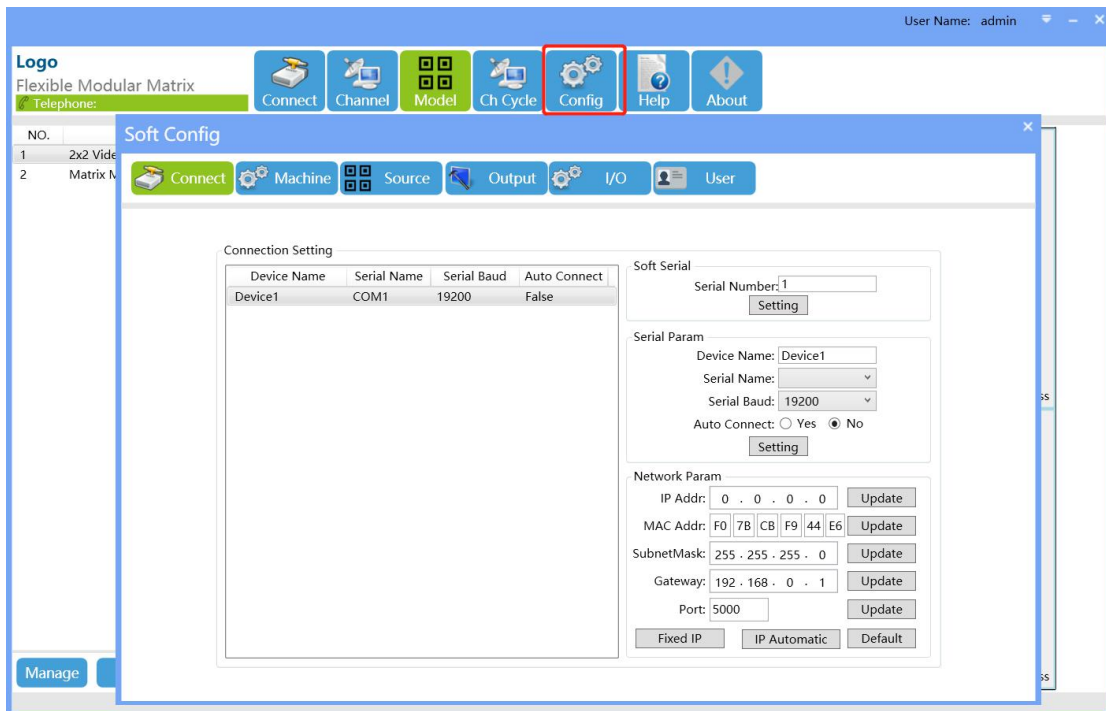 User Name: admin
Logo
Flexible Modular Matrix
Telephone:
Connect Channel Model Ch Cycle Config Help About
NO.
1 2x2 Vide
2 Matrix M
Soft Config
Connect Machine Source Output I/O User
Connection Setting
Device Name Serial Name Serial Baud Auto Connect
Device1 COM1 19200 False
Soft Serial
Serial Number: 1
Setting
Serial Param
Device Name: Device1
Serial Name:
Serial Baud: 19200
Auto Connect: Yes No
Setting
Network Param
IP Addr: 0 . 0 . 0 . 0 Update
MAC Addr: F0 7B CB F9 44 E6 Update
SubnetMask: 255 . 255 . 255 . 0 Update
Gateway: 192 . 168 . 0 . 1 Update
Port: 5000 Update
Fixed IP IP Automatic Default
ss
Manage
ss